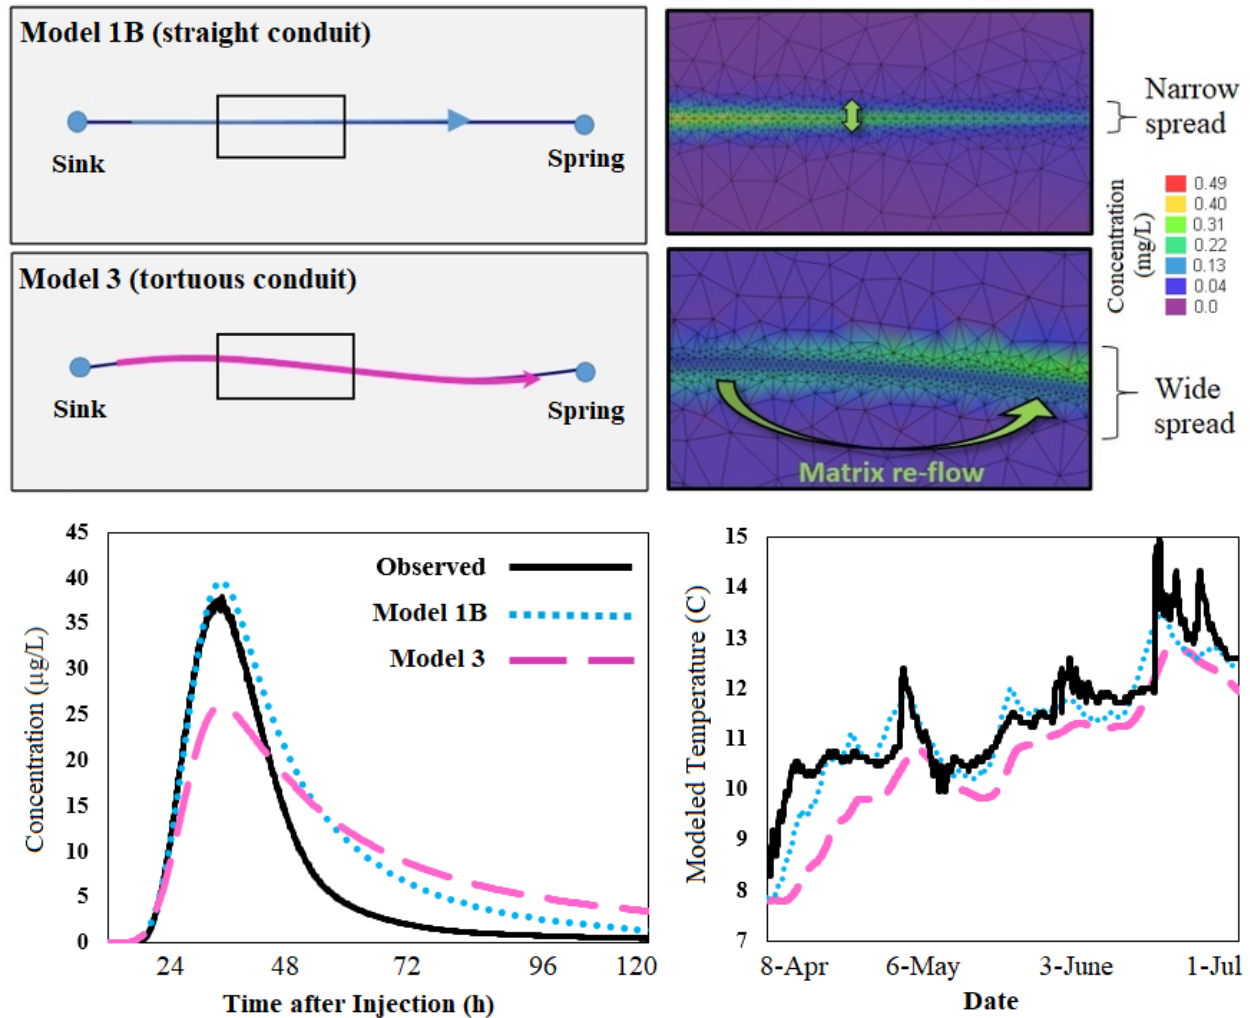 Model 1B (straight conduit)
Sink
Spring
Narrow
spread
Concentration
(mg/L)
0.49
0.40
0.31
0.22
0.13
0.04
0.0
Model 3 (tortuous conduit)
Sink
Spring
Matrix re-flow
Wide
spread
45
40
35
30
25
20
15
10
5
0
Concentration (µg/L)
Observed
Model 1B
Model 3
24 48 72 96 120
Time after Injection (h)
15
14
13
12
11
10
9
8
7
Modeled Temperature (C)
8-Apr 6-May 3-June 1-Jul
Date